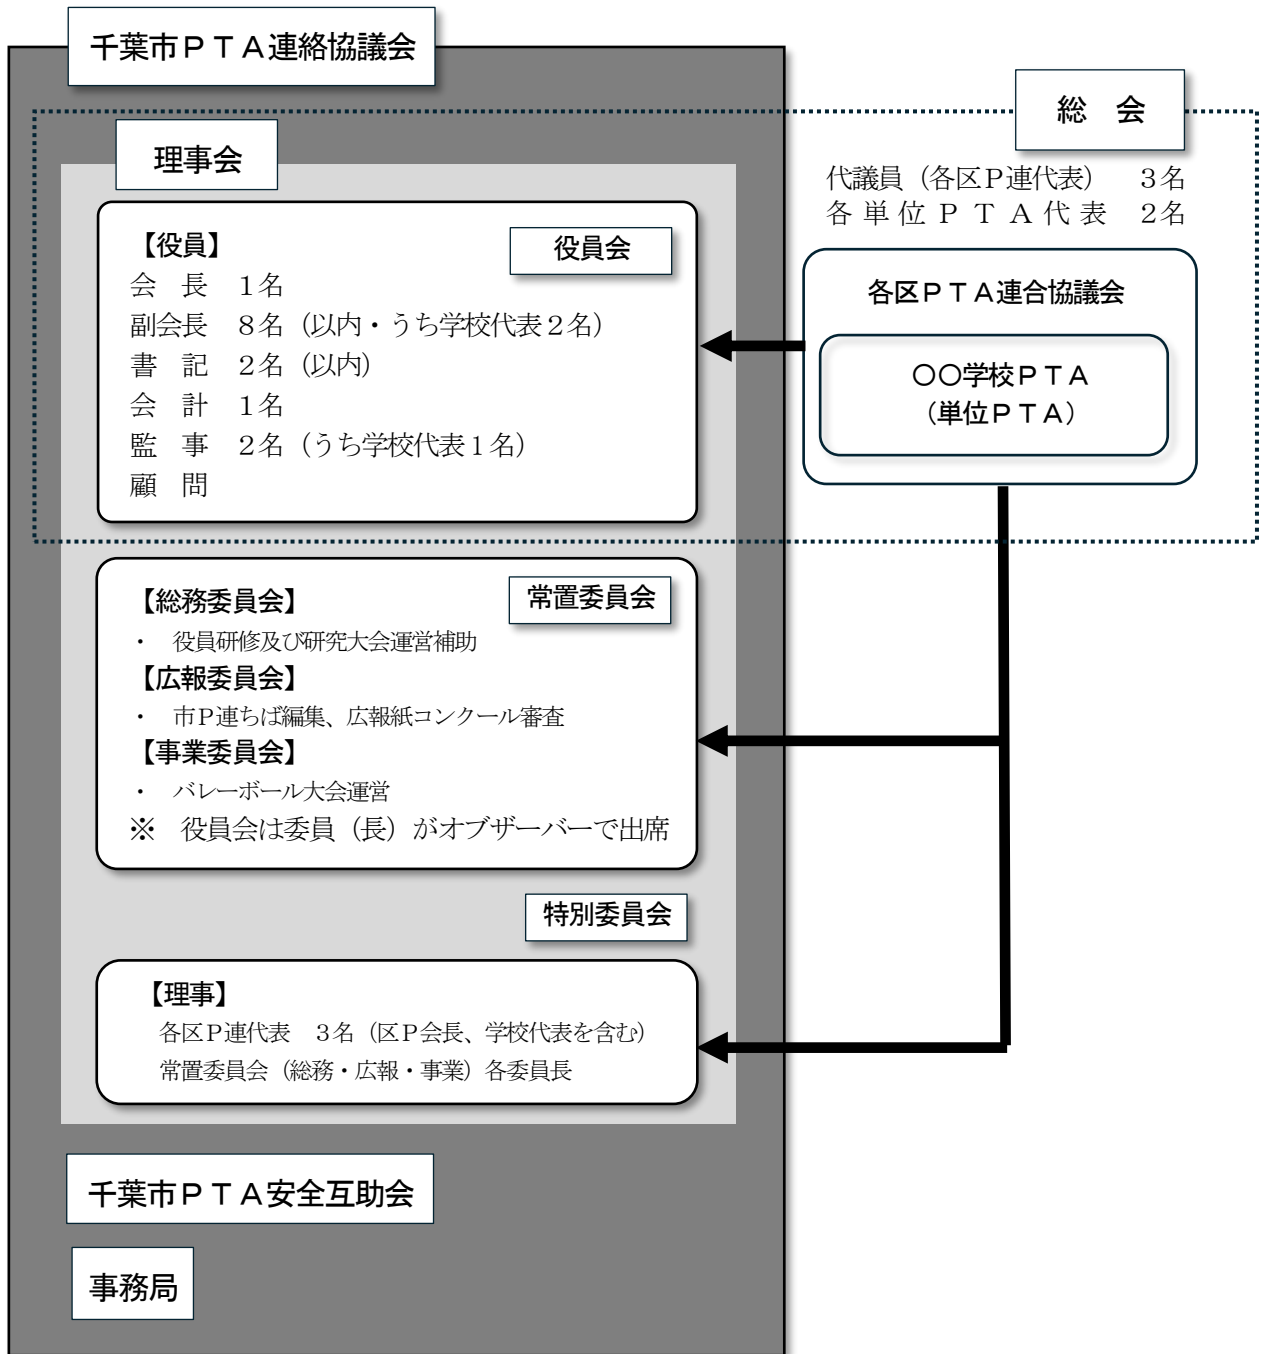 千葉市ＰＴＡ連絡協議会
総　会
理事会
代議員（各区Ｐ連代表）　３名
各単位ＰＴＡ代表　２名
【役員】
役員会
会　長　１名
副会長　８名（以内・うち学校代表２名）
書　記　２名（以内）
会　計　１名
監　事　２名（うち学校代表１名）
顧　問
各区ＰＴＡ連合協議会
〇〇学校ＰＴＡ
（単位ＰＴＡ）
【総務委員会】
常置委員会
・　役員研修及び研究大会運営補助
【広報委員会】
・　市Ｐ連ちば編集、広報紙コンクール審査
【事業委員会】
・　バレーボール大会運営
※　役員会は委員（長）がオブザーバーで出席
特別委員会
【理事】
各区Ｐ連代表　３名（区Ｐ会長、学校代表を含む）
常置委員会（総務・広報・事業）各委員長
千葉市ＰＴＡ安全互助会
事務局